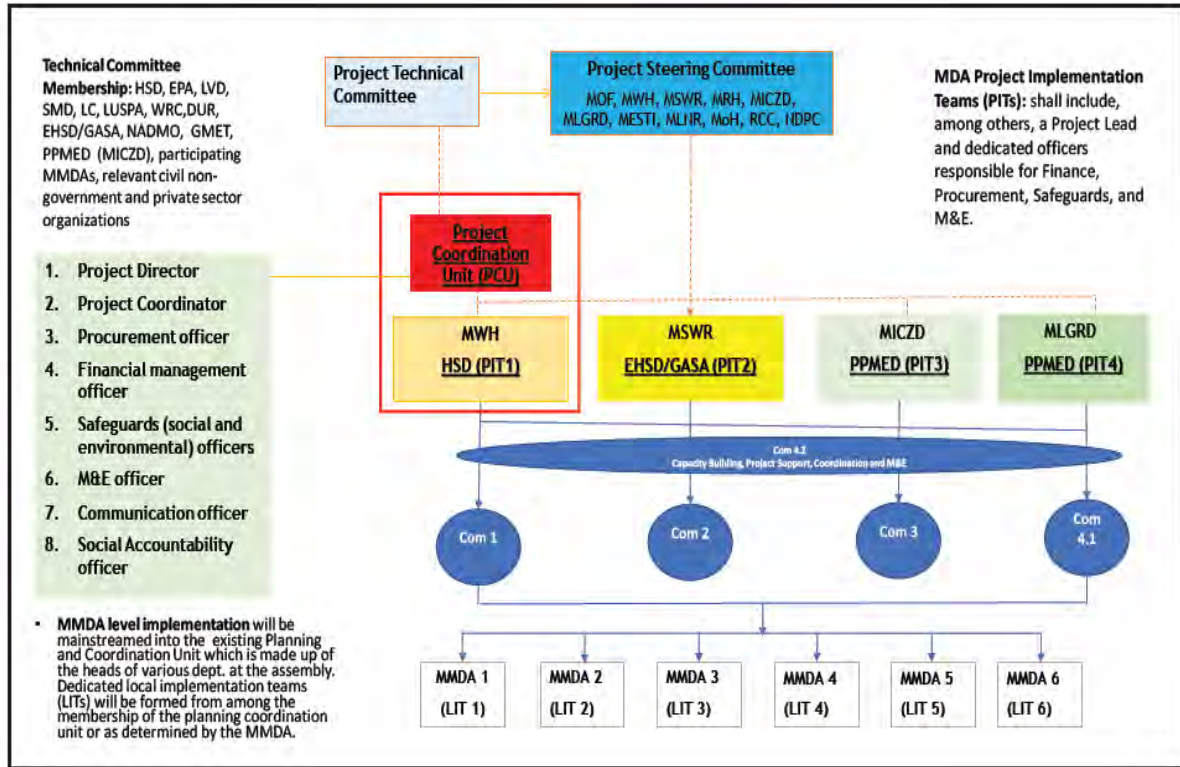 Technical Committee
Membership: HSD, EPA, LVD,
SMD, LC, LUSPA, WRC,DUR,
EHSD/GASA, NADMO, GMET,
PPMED (MICZD), participating
MMDAs, relevant civil non-
government and private sector
organizations
Project Technical
Committee
Project Steering Committee
MOF, MWH, MSWR, MRH, MICZD,
MLGRD, MESTI, MLNR, MoH, RCC, NDPC
MDA Project Implementation
Teams (PITs): shall include,
among others, a Project Lead
and dedicated officers
responsible for Finance,
Procurement, Safeguards, and
M&E.
Project
Coordination
Unit (PCU)
1. Project Director
2. Project Coordinator
3. Procurement officer
4. Financial management
officer
5. Safeguards (social and
environmental) officers
6. M&E officer
7. Communication officer
8. Social Accountability
officer
MWH
HSD (PIT1)
MSWR
EHSD/GASA (PIT2)
MICZD
PPMED (PIT3)
MLGRD
PPMED (PIT4)
Com 4.2
Capacity Building, Project Support, Coordination and M&E
Com 1
Com 2
Com 3
Com
4.1
• MMDA level implementation will be
mainstreamed into the existing Planning
and Coordination Unit which is made up of
the heads of various dept. at the assembly.
Dedicated local implementation teams
(LITs) will be formed from among the
membership of the planning coordination
unit or as determined by the MMDA.
MMDA 1
(LIT 1)
MMDA 2
(LIT 2)
MMDA 3
(LIT 3)
MMDA 4
(LIT 4)
MMDA 5
(LIT 5)
MMDA 6
(LIT 6)